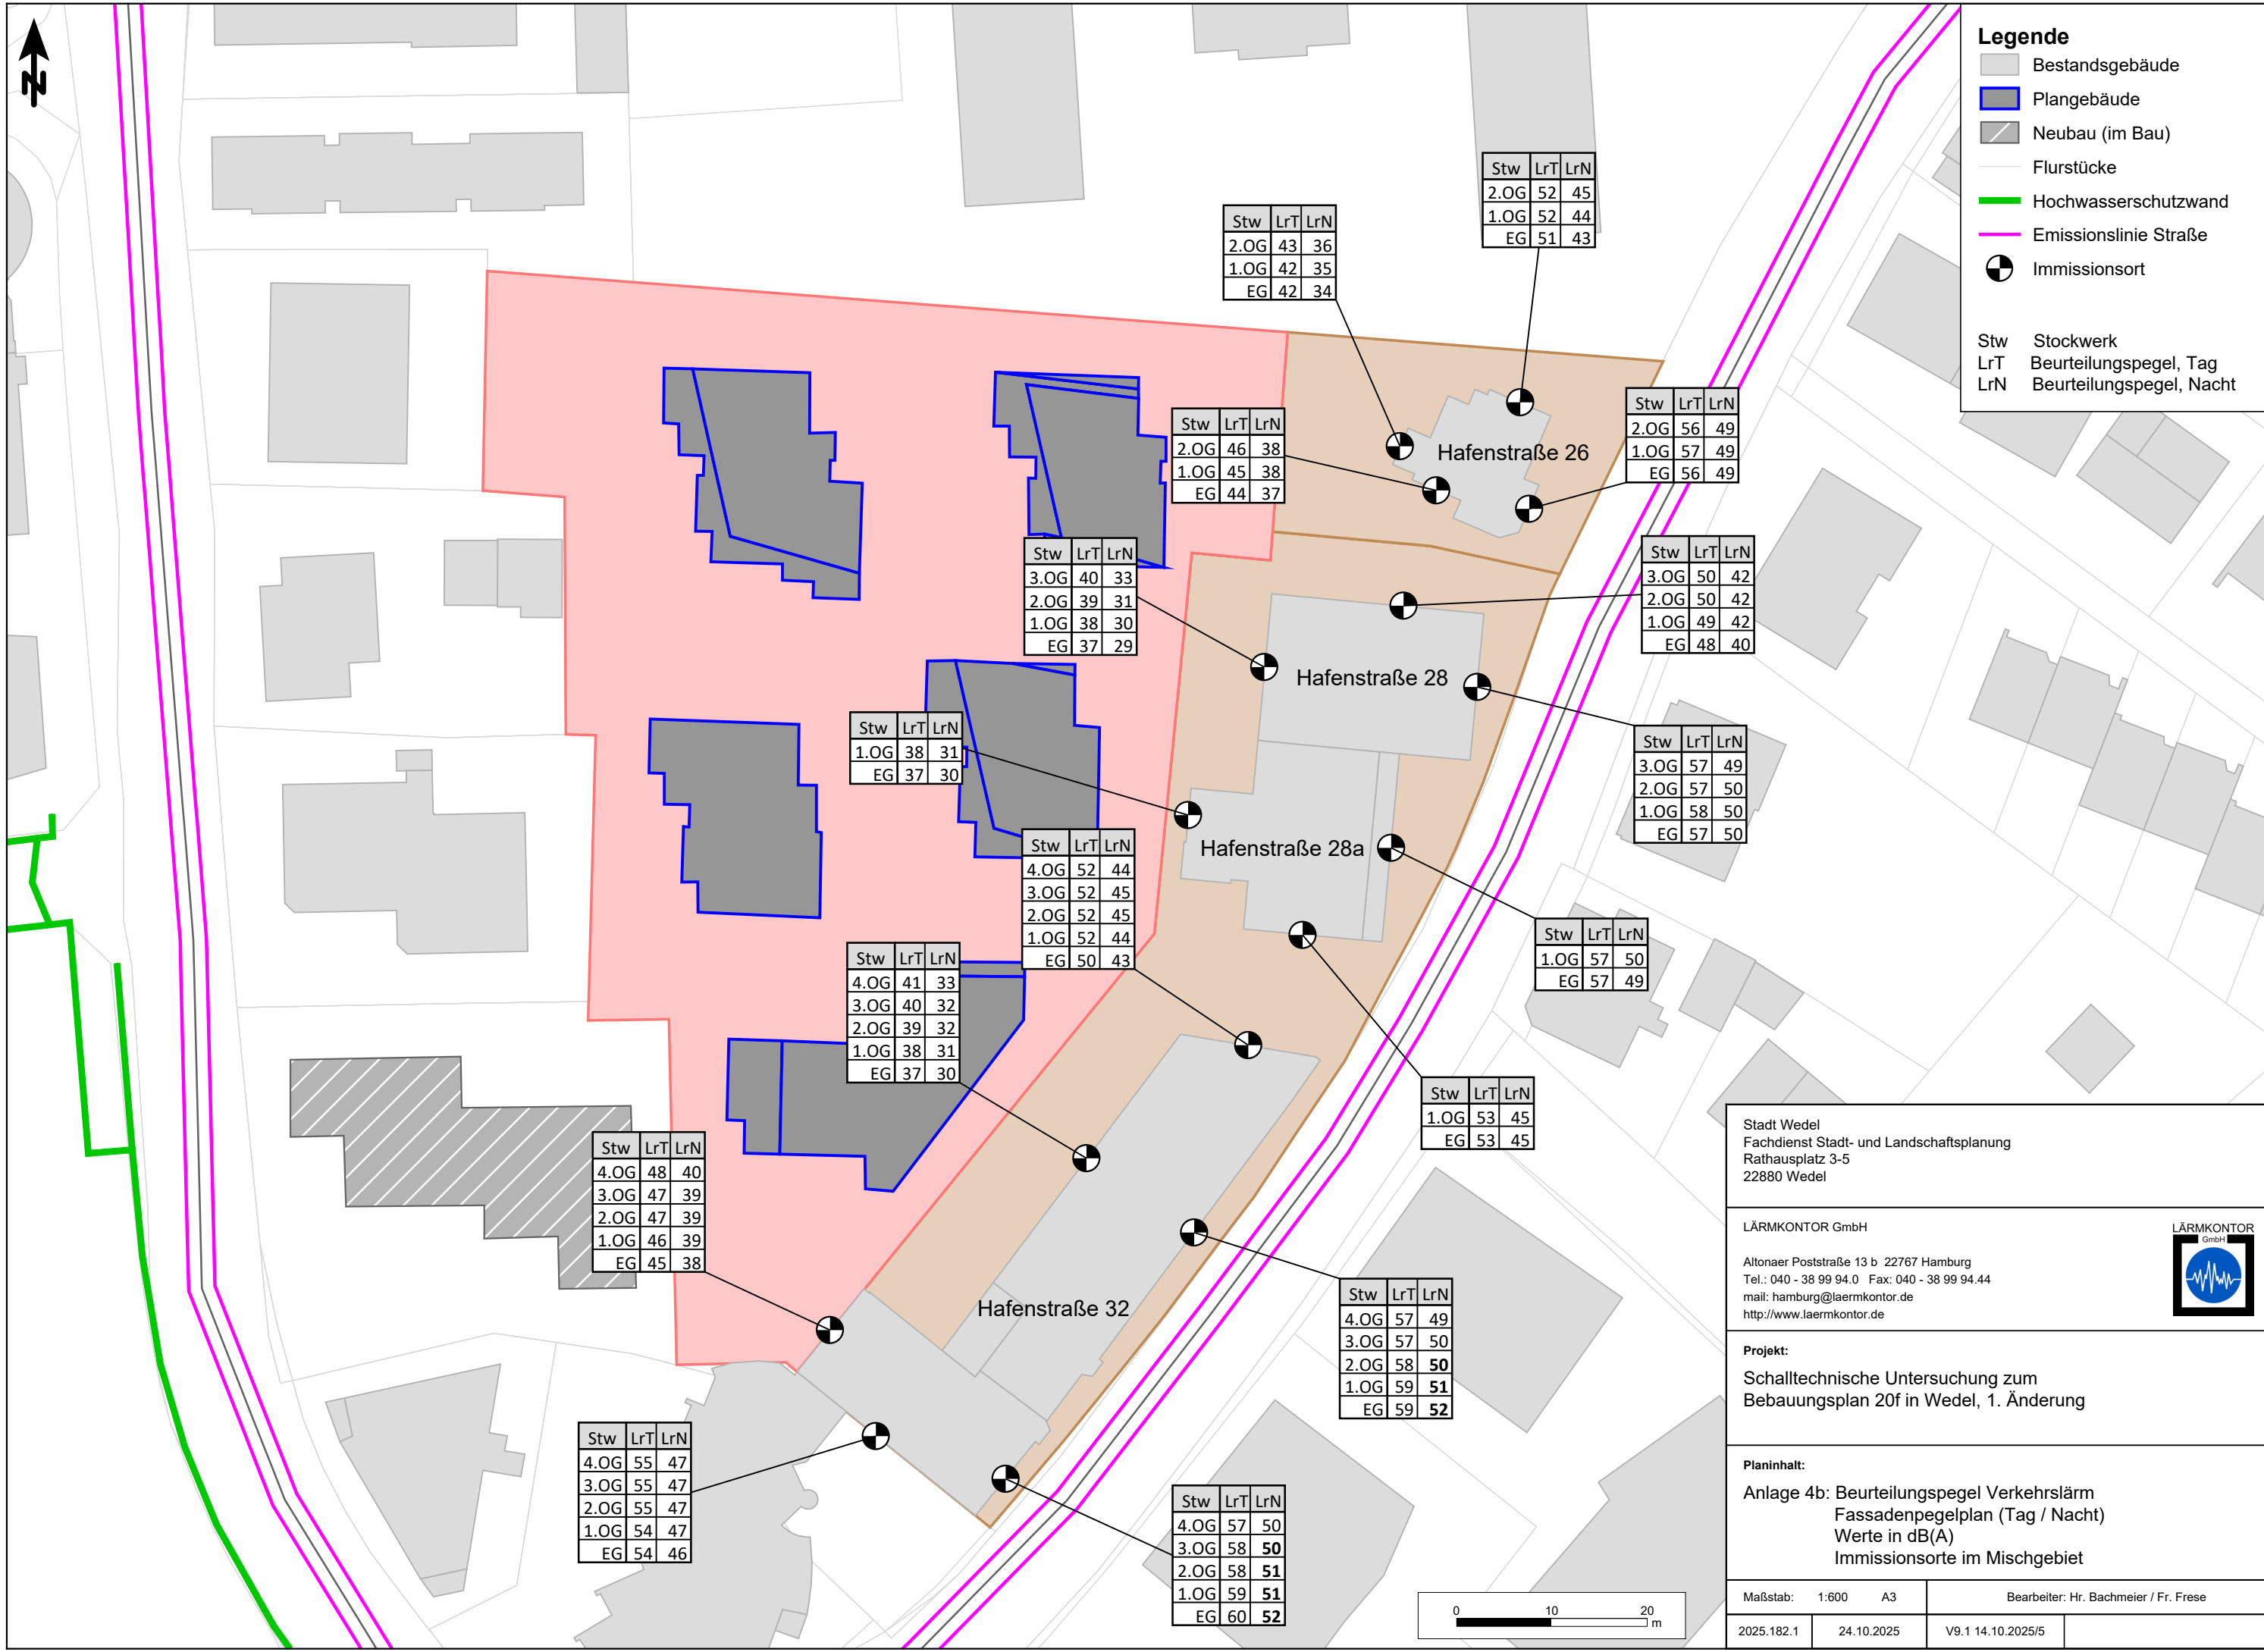 N
Legende
Bestandsgebäude
Plangebäude
Neubau (im Bau)
Flurstücke
Hochwasserschutzwand
Emissionslinie Straße
Immissionsort
Stw Stockwerk
LrT Beurteilungspegel, Tag
LrN Beurteilungspegel, Nacht
Stw LrT LrN
2.OG 52 45
1.OG 52 44
EG 51 43
Stw LrT LrN
2.OG 43 36
1.OG 42 35
EG 42 34
Stw LrT LrN
2.OG 56 49
1.OG 57 49
EG 56 49
Stw LrT LrN
2.OG 46 38
1.OG 45 38
EG 44 37
Hafenstraße 26
Stw LrT LrN
3.OG 50 42
2.OG 50 42
1.OG 49 42
EG 48 40
Stw LrT LrN
3.OG 40 33
2.OG 39 31
1.OG 38 30
EG 37 29
Hafenstraße 28
Stw LrT LrN
3.OG 57 49
2.OG 57 50
1.OG 58 50
EG 57 50
Stw LrT LrN
1.OG 38 31
EG 37 30
Hafenstraße 28a
Stw LrT LrN
4.OG 52 44
3.OG 52 45
2.OG 52 45
1.OG 52 44
EG 50 43
Stw LrT LrN
1.OG 57 50
EG 57 49
Stw LrT LrN
4.OG 41 33
3.OG 40 32
2.OG 39 32
1.OG 38 31
EG 37 30
Stw LrT LrN
1.OG 53 45
EG 53 45
Stw LrT LrN
4.OG 48 40
3.OG 47 39
2.OG 47 39
1.OG 46 39
EG 45 38
Hafenstraße 32
Stw LrT LrN
4.OG 57 49
3.OG 57 50
2.OG 58 50
1.OG 59 51
EG 59 52
Stw LrT LrN
4.OG 55 47
3.OG 55 47
2.OG 55 47
1.OG 54 47
EG 54 46
Stw LrT LrN
4.OG 57 50
3.OG 58 50
2.OG 58 51
1.OG 59 51
EG 60 52
0 10 20
m
Stadt Wedel
Fachdienst Stadt- und Landschaftsplanung
Rathausplatz 3-5
22880 Wedel
LÄRMKONTOR GmbH
Altonaer Poststraße 13 b 22767 Hamburg
Tel.: 040 - 38 99 94.0 Fax: 040 - 38 99 94.44
mail: hamburg@laermkontor.de
http://www.laermkontor.de
LÄRMKONTOR
GmbH
Projekt:
Schalltechnische Untersuchung zum
Bebauungsplan 20f in Wedel, 1. Änderung
Planinhalt:
Anlage 4b: Beurteilungspegel Verkehrslärm
Fassadenpegelplan (Tag / Nacht)
Werte in dB(A)
Immissionsorte im Mischgebiet
Maßstab: 1:600 A3
Bearbeiter: Hr. Bachmeier / Fr. Frese
2025.182.1 24.10.2025 V9.1 14.10.2025/5